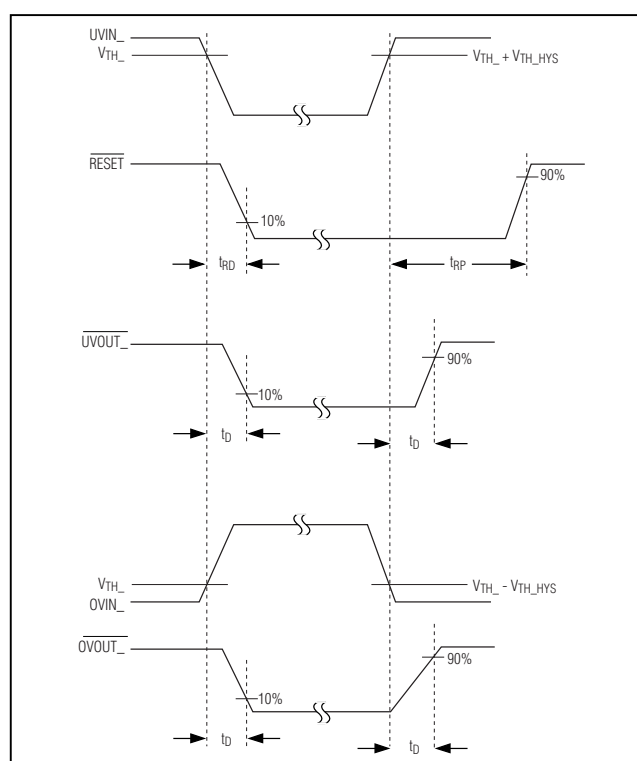 UVIN_
VTH_
VTH_ + VTH_HYS
RESET
90%
10%
tRD
tRP
UVOUT_
90%
10%
tD
tD
VTH_
VTH_ - VTH_HYS
OVIN_
OVOUT_
90%
10%
tD
tD